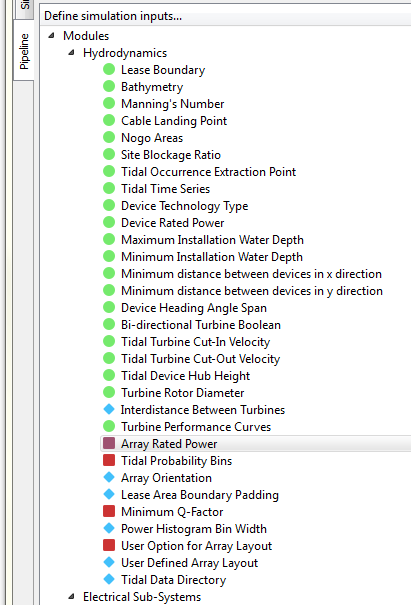 Si
Define simulation inputs...
Pipeline
Modules
Hydrodynamics
Lease Boundary
Bathymetry
Manning's Number
Cable Landing Point
Nogo Areas
Site Blockage Ratio
Tidal Occurrence Extraction Point
Tidal Time Series
Device Technology Type
Device Rated Power
Maximum Installation Water Depth
Minimum Installation Water Depth
Minimum distance between devices in x direction
Minimum distance between devices in y direction
Device Heading Angle Span
Bi-directional Turbine Boolean
Tidal Turbine Cut-In Velocity
Tidal Turbine Cut-Out Velocity
Tidal Device Hub Height
Turbine Rotor Diameter
Interdistance Between Turbines
Turbine Performance Curves
Array Rated Power
Tidal Probability Bins
Array Orientation
Lease Area Boundary Padding
Minimum Q-Factor
Power Histogram Bin Width
User Option for Array Layout
User Defined Array Layout
Tidal Data Directory
Electrical Sub-Systems